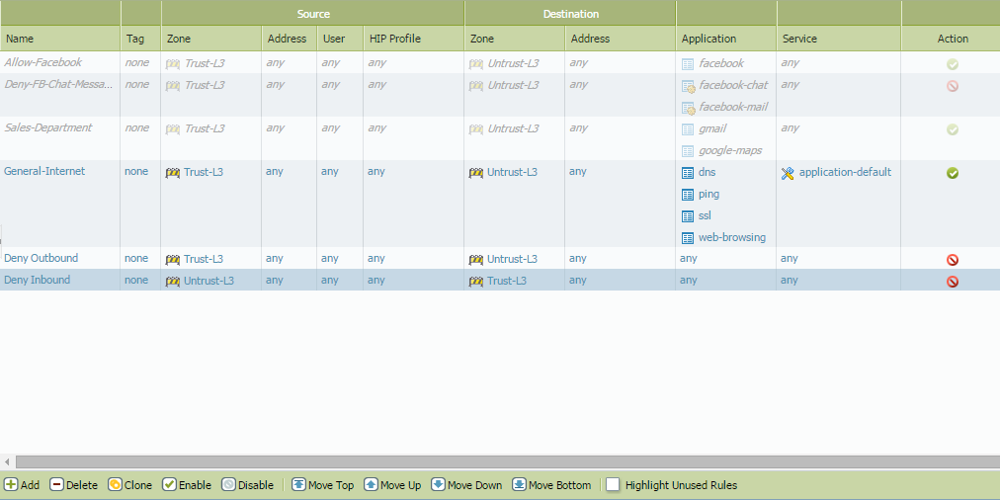 Source Destination
Name Tag Zone Address User HIP Profile Zone Address Application Service Action
Allow-Facebook none Trust-L3 any any any Untrust-L3 any facebook any
Deny-FB-Chat-Messa... none Trust-L3 any any any Untrust-L3 any facebook-chat any
facebook-mail
Sales-Department none Trust-L3 any any any Untrust-L3 any gmail any
google-maps
General-Internet none Trust-L3 any any any Untrust-L3 any dns application-default
ping
ssl
web-browsing
Deny Outbound none Trust-L3 any any any Untrust-L3 any any any
Deny Inbound none Untrust-L3 any any any Trust-L3 any any any
Add Delete Clone Enable Disable Move Top Move Up Move Down Move Bottom Highlight Unused Rules